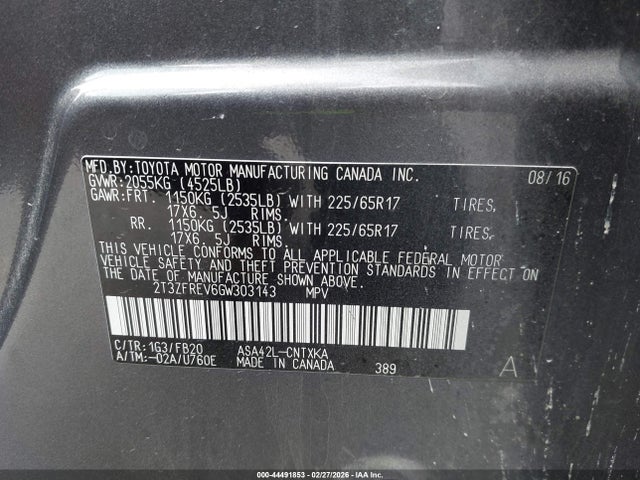 MFD.BY:TOYOTA MOTOR MANUFACTURING CANADA INC. 08/16
GVWR:2055KG (4525LB)
GAWR:FRT. 1150KG (2535LB) WITH 225/65R17 TIRES,
17X6.5J RIMS.
RR. 1150KG (2535LB) WITH 225/65R17 TIRES,
17X6.5J RIMS.
THIS VEHICLE CONFORMS TO ALL APPLICABLE FEDERAL MOTOR
VEHICLE SAFETY AND THEFT PREVENTION STANDARDS IN EFFECT
ON THE DATE OF MANUFACTURE SHOWN ABOVE.
2T3ZFREV6GW303143 MPV
C/TR:1G3/FB20 ASA42L-CNTXKA
A/TM:-02A/U760E MADE IN CANADA 389 A
000-44491853 - 02/27/2026 - IAAI.COM